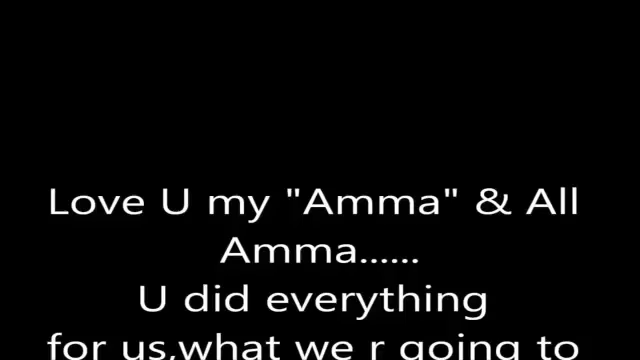 Love U my "Amma" & All
Amma......
U did everything
for us,what we r going to